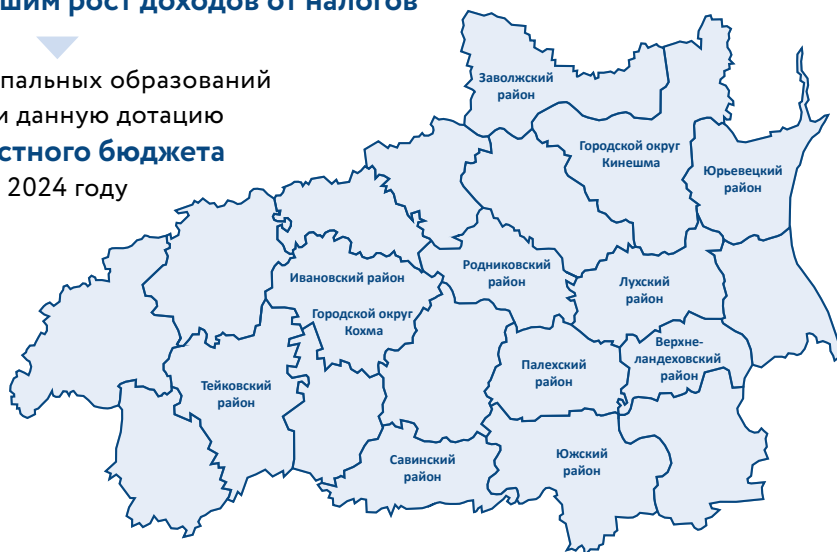 шим рост доходов от налогов
пальных образований
и данную дотацию
стного бюджета
2024 году
Заволжский
район
Городской округ
Кинешма
Юрьевецкий
район
Ивановский район
Городской округ
Кохма
Родниковский
район
Лухский
район
Верхне-
ландеховский
район
Палехский
район
Тейковский
район
Савинский
район
Южский
район